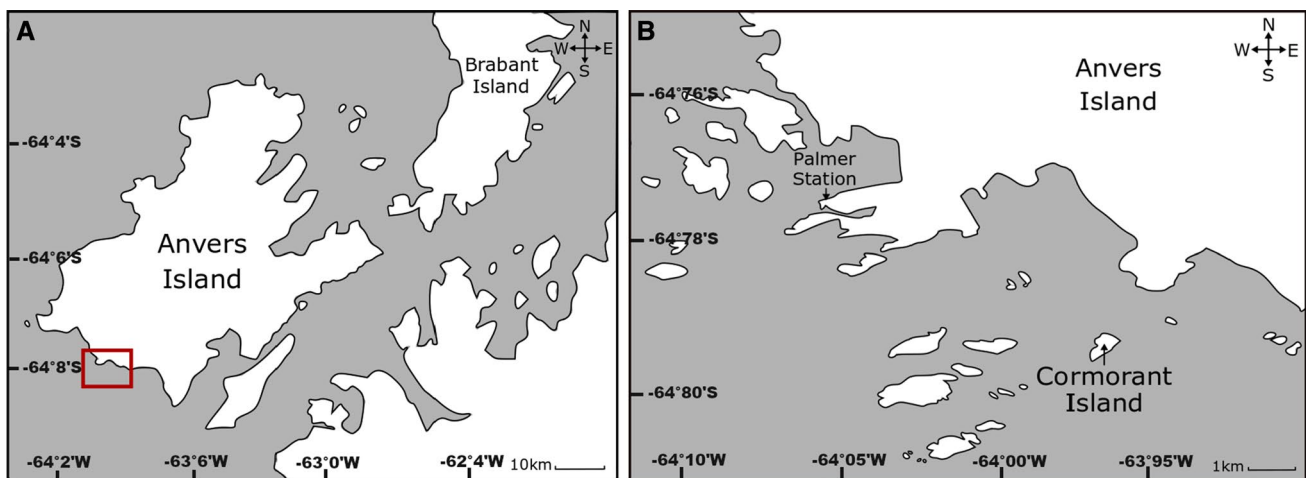 A
N
W E
S
Brabant
Island
-64°4'S
Anvers
Island
-64°6'S
-64°8'S
-64°2'W
-63°6'W
-63°0'W
-62°4'W
10km
B
N
W E
S
Anvers
Island
-64°76'S
Palmer
Station
-64°78'S
Cormorant
Island
-64°80'S
-64°10'W
-64°05'W
-64°00'W
-63°95'W
1km